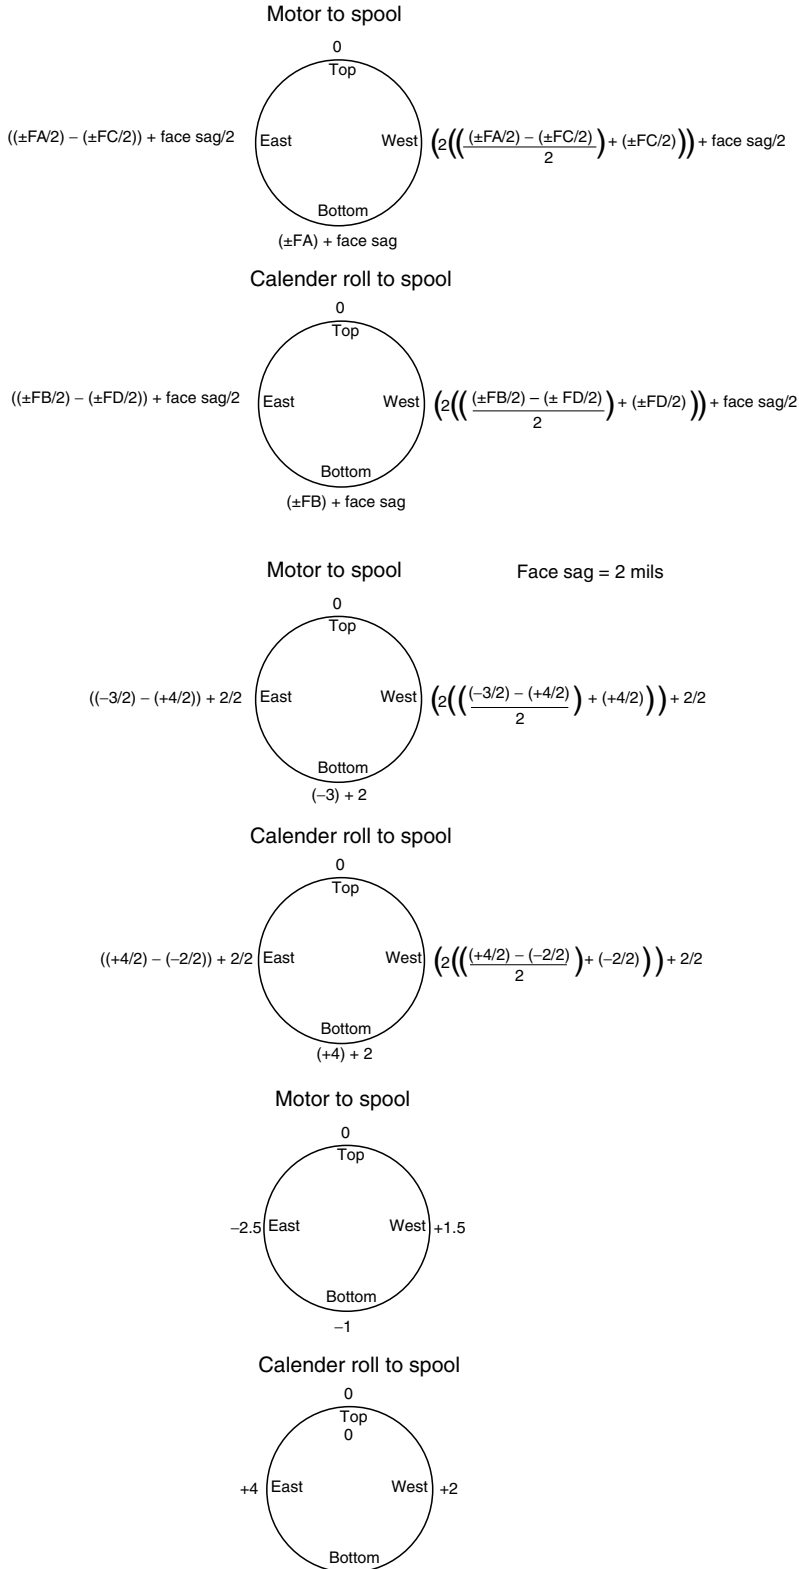 Motor to spool
0
Top
((±FA/2) – (±FC/2)) + face sag/2
East
West
(2(((±FA/2) – (±FC/2)/2) + (±FC/2))) + face sag/2
Bottom
(±FA) + face sag
Calender roll to spool
0
Top
((±FB/2) – (±FD/2)) + face sag/2
East
West
(2(((±FB/2) – (± FD/2)/2) + (±FD/2))) + face sag/2
Bottom
(±FB) + face sag
Motor to spool
Face sag = 2 mils
0
Top
((–3/2) – (+4/2)) + 2/2
East
West
(2(((–3/2) – (+4/2)/2) + (+4/2))) + 2/2
Bottom
(–3) + 2
Calender roll to spool
0
Top
((+4/2) – (–2/2)) + 2/2
East
West
(2(((+4/2) – (–2/2)/2) + (–2/2))) + 2/2
Bottom
(+4) + 2
Motor to spool
0
Top
–2.5
East
West
+1.5
Bottom
–1
Calender roll to spool
0
Top
0
+4
East
West
+2
Bottom